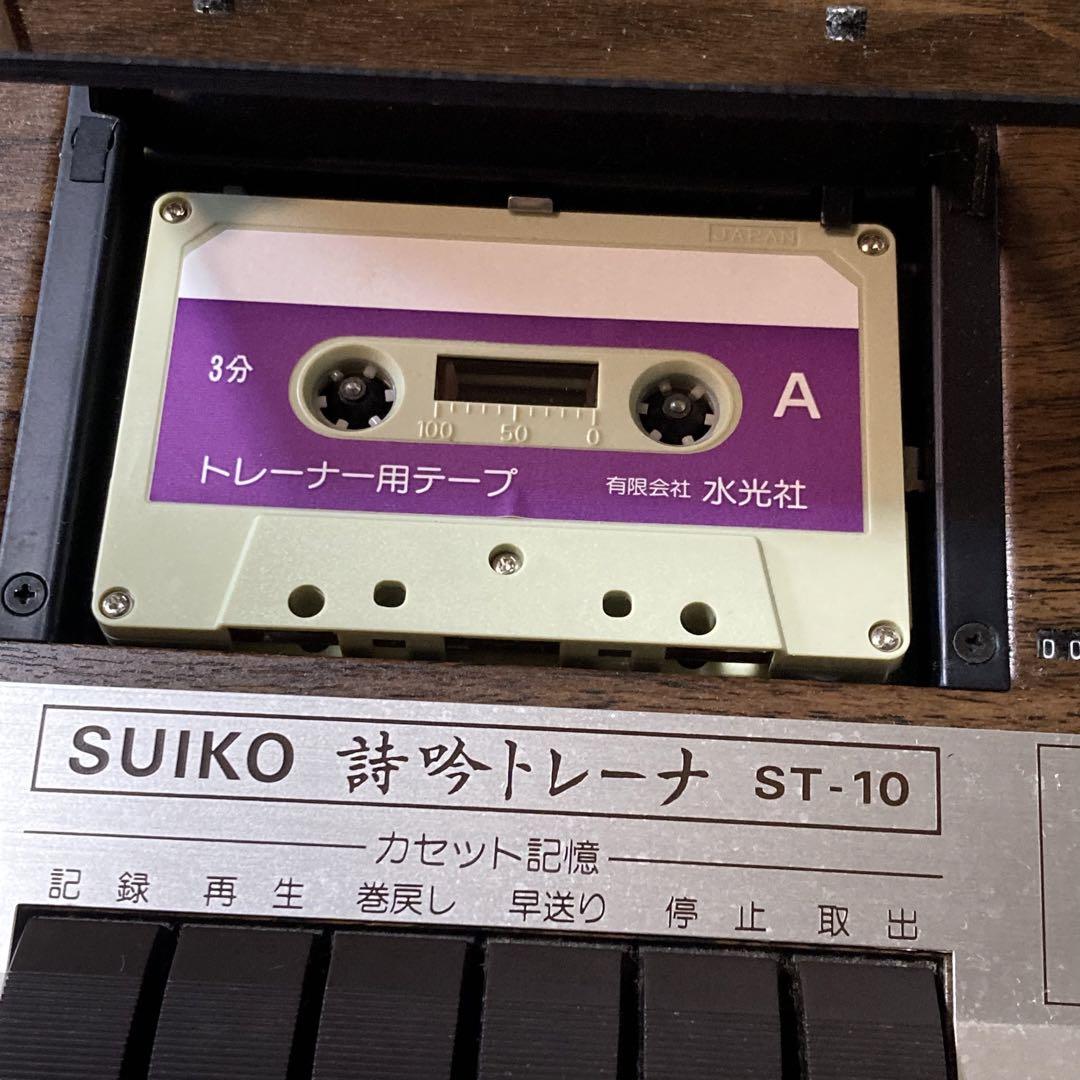 JAPAN
3分
A
100 50 0
トレーナー用テープ
有限会社 水光社
SUIKO 詩吟トレーナ ST-10
カセット記憶
記録 再生 巻戻し 早送り 停止 取出